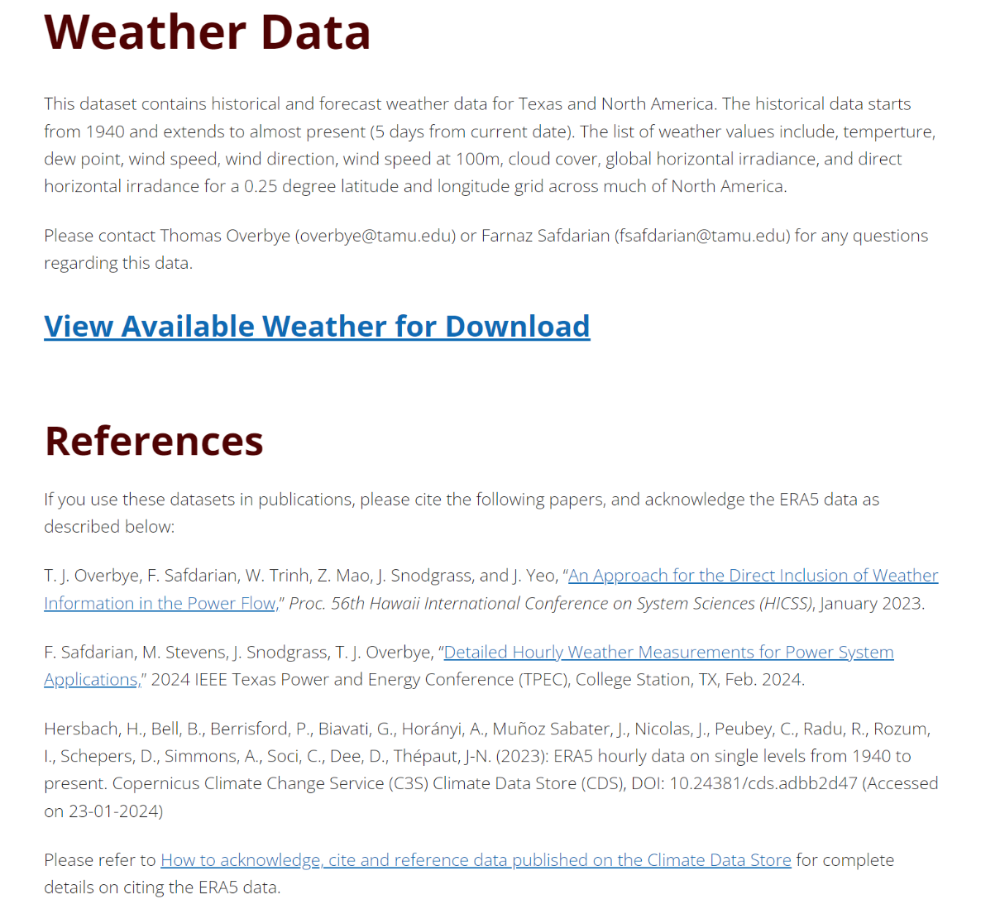 Weather Data
This dataset contains historical and forecast weather data for Texas and North America. The historical data starts
from 1940 and extends to almost present (5 days from current date). The list of weather values include, temperture,
dew point, wind speed, wind direction, wind speed at 100m, cloud cover, global horizontal irradiance, and direct
horizontal irradance for a 0.25 degree latitude and longitude grid across much of North America.
Please contact Thomas Overbye (overbye@tamu.edu) or Farnaz Safdarian (fsafdarian@tamu.edu) for any questions
regarding this data.
View Available Weather for Download
References
If you use these datasets in publications, please cite the following papers, and acknowledge the ERA5 data as
described below:
T. J. Overbye, F. Safdarian, W. Trinh, Z. Mao, J. Snodgrass, and J. Yeo, “An Approach for the Direct Inclusion of Weather
Information in the Power Flow,” Proc. 56th Hawaii International Conference on System Sciences (HICSS), January 2023.
F. Safdarian, M. Stevens, J. Snodgrass, T. J. Overbye, “Detailed Hourly Weather Measurements for Power System
Applications,” 2024 IEEE Texas Power and Energy Conference (TPEC), College Station, TX, Feb. 2024.
Hersbach, H., Bell, B., Berrisford, P., Biavati, G., Horányi, A., Muñoz Sabater, J., Nicolas, J., Peubey, C., Radu, R., Rozum,
I., Schepers, D., Simmons, A., Soci, C., Dee, D., Thépaut, J-N. (2023): ERA5 hourly data on single levels from 1940 to
present. Copernicus Climate Change Service (C3S) Climate Data Store (CDS), DOI: 10.24381/cds.adbb2d47 (Accessed
on 23-01-2024)
Please refer to How to acknowledge, cite and reference data published on the Climate Data Store for complete
details on citing the ERA5 data.